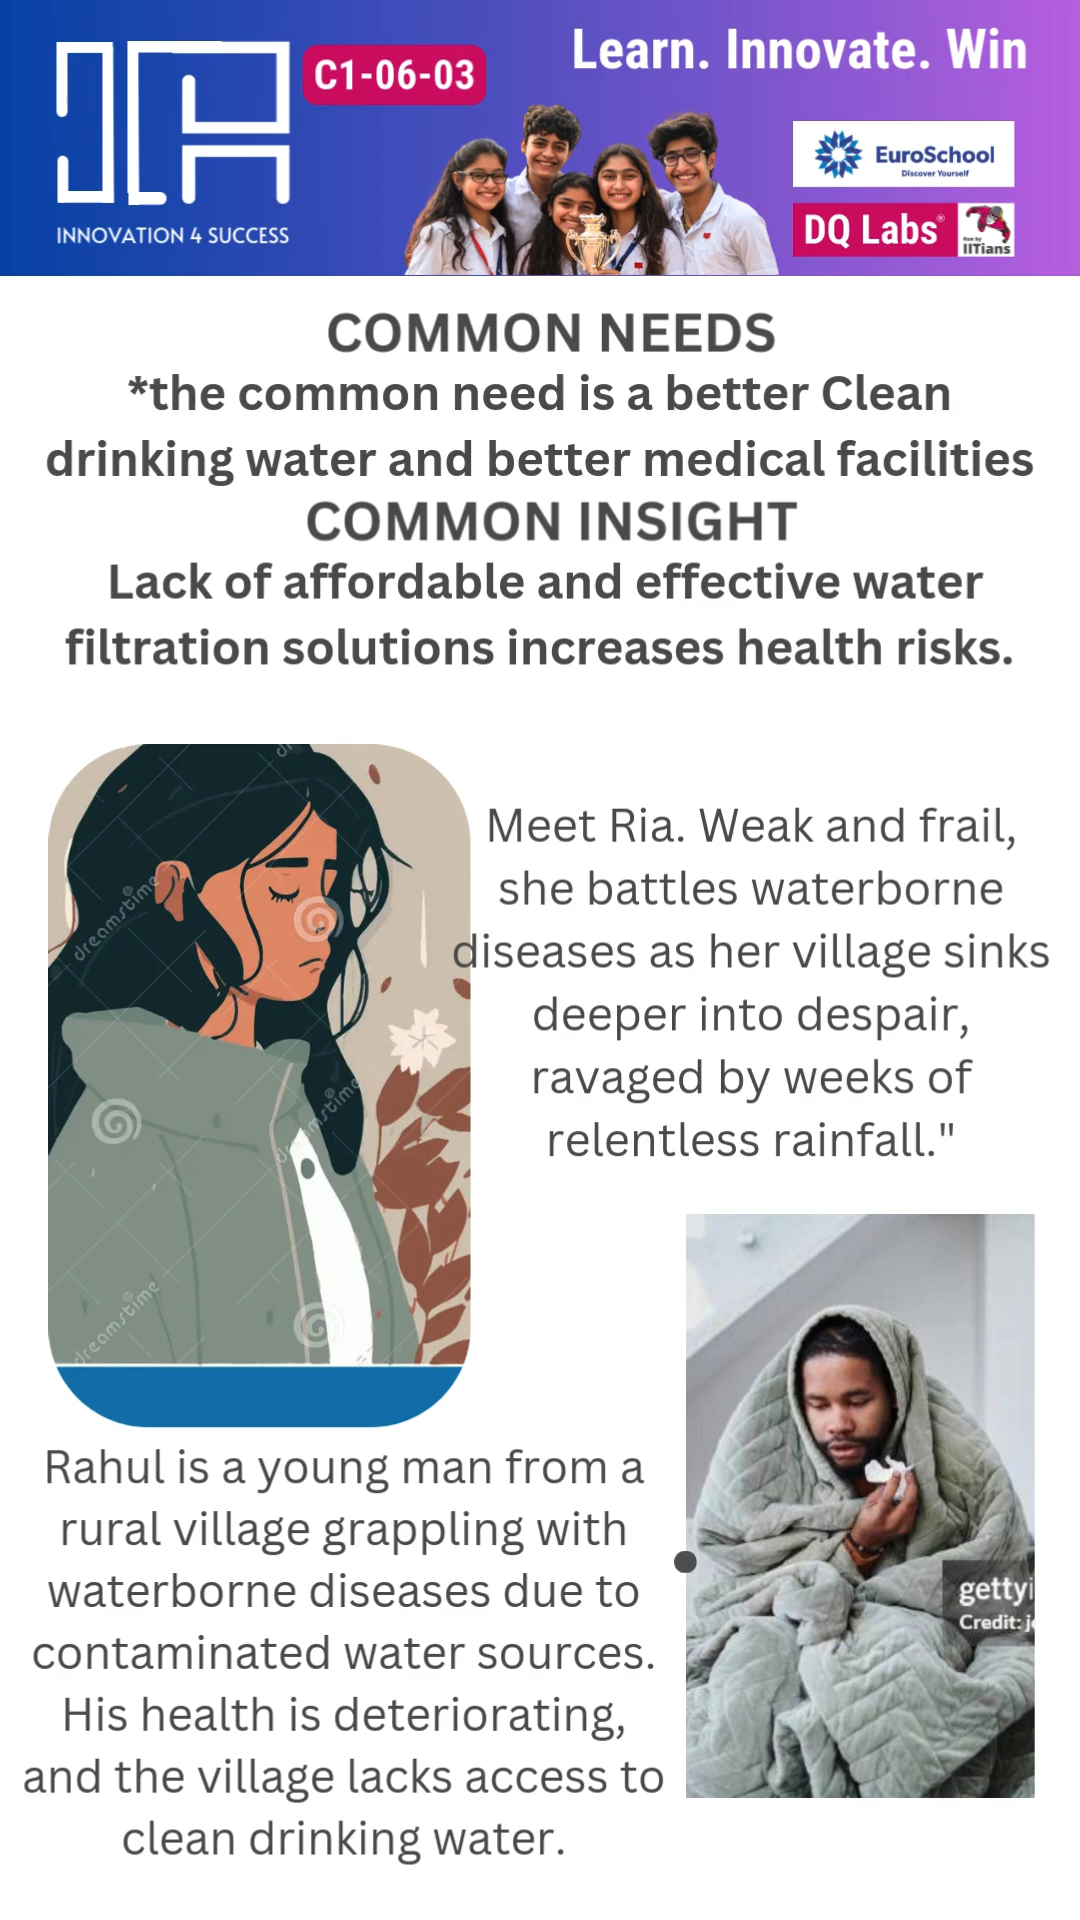 INNOVATION 4 SUCCESS
C1-06-03
Learn. Innovate. Win
EuroSchool
Discover Yourself
DQ Labs®
Run by
IITians
COMMON NEEDS
*the common need is a better Clean
drinking water and better medical facilities
COMMON INSIGHT
Lack of affordable and effective water
filtration solutions increases health risks.
dreamstime
dreamstime
dreamstime
Meet Ria. Weak and frail,
she battles waterborne
diseases as her village sinks
deeper into despair,
ravaged by weeks of
relentless rainfall."
Rahul is a young man from a
rural village grappling with
waterborne diseases due to
contaminated water sources.
His health is deteriorating,
and the village lacks access to
clean drinking water.
gettyi
Credit: j